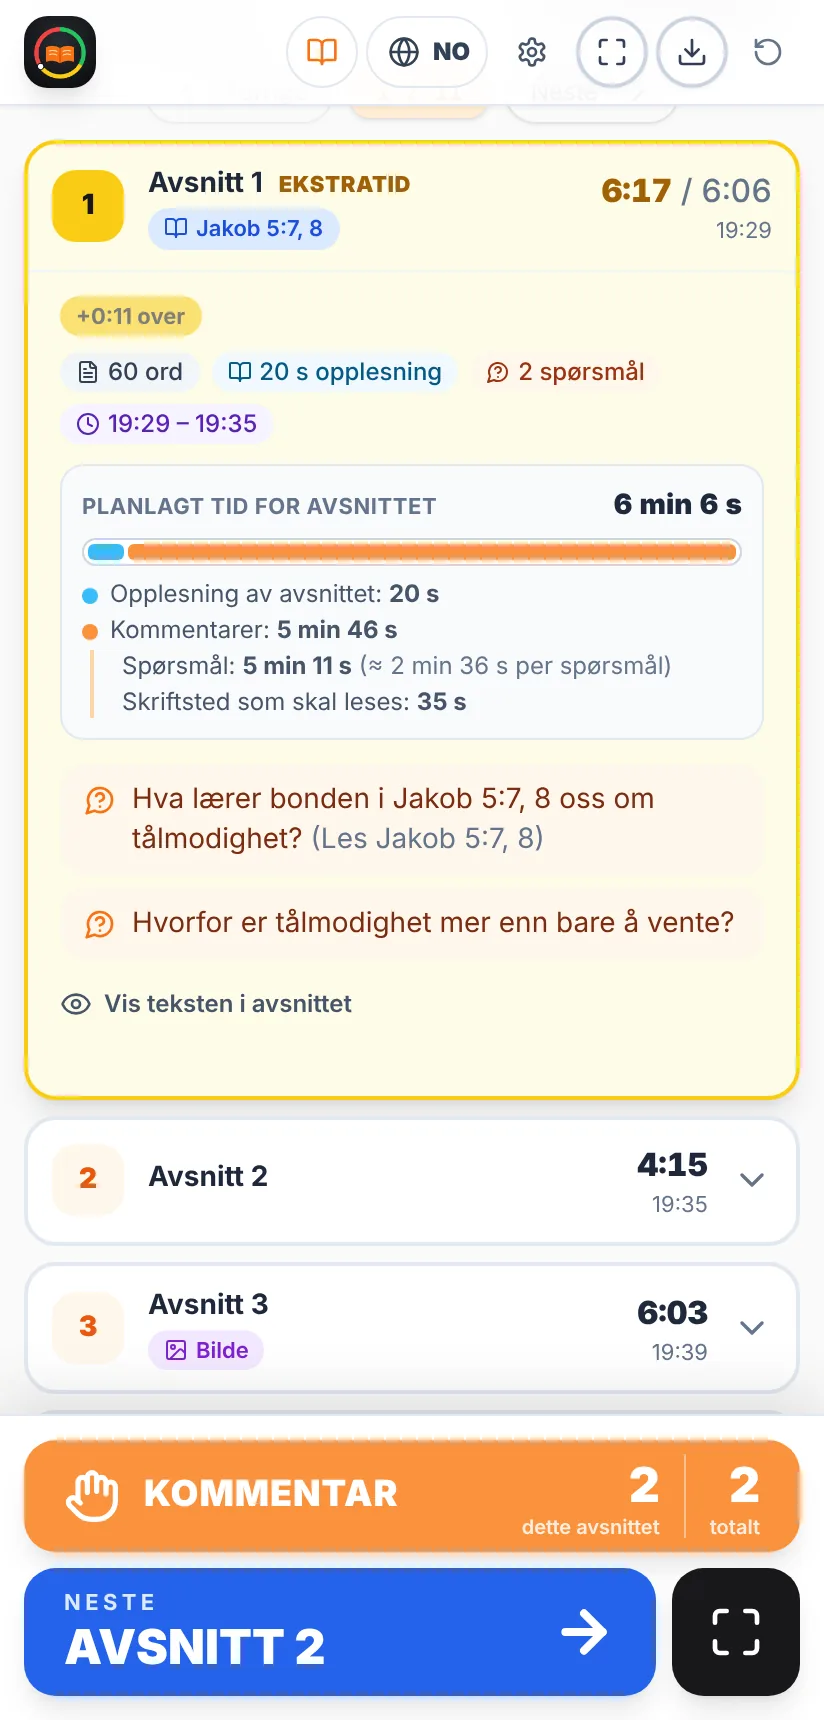 NO
Neste
1
Avsnitt 1 EKSTRATID
6:17 / 6:06
Jakob 5:7, 8
19:29
+0:11 over
60 ord
20 s opplesning
2 spørsmål
19:29 – 19:35
PLANLAGT TID FOR AVSNITTET
6 min 6 s
Opplesning av avsnittet: 20 s
Kommentarer: 5 min 46 s
Spørsmål: 5 min 11 s (≈ 2 min 36 s per spørsmål)
Skriftsted som skal leses: 35 s
Hva lærer bonden i Jakob 5:7, 8 oss om
tålmodighet? (Les Jakob 5:7, 8)
Hvorfor er tålmodighet mer enn bare å vente?
Vis teksten i avsnittet
2
Avsnitt 2
4:15
19:35
3
Avsnitt 3
6:03
Bilde
19:39
KOMMENTAR
2
dette avsnittet
2
totalt
NESTE
AVSNITT 2